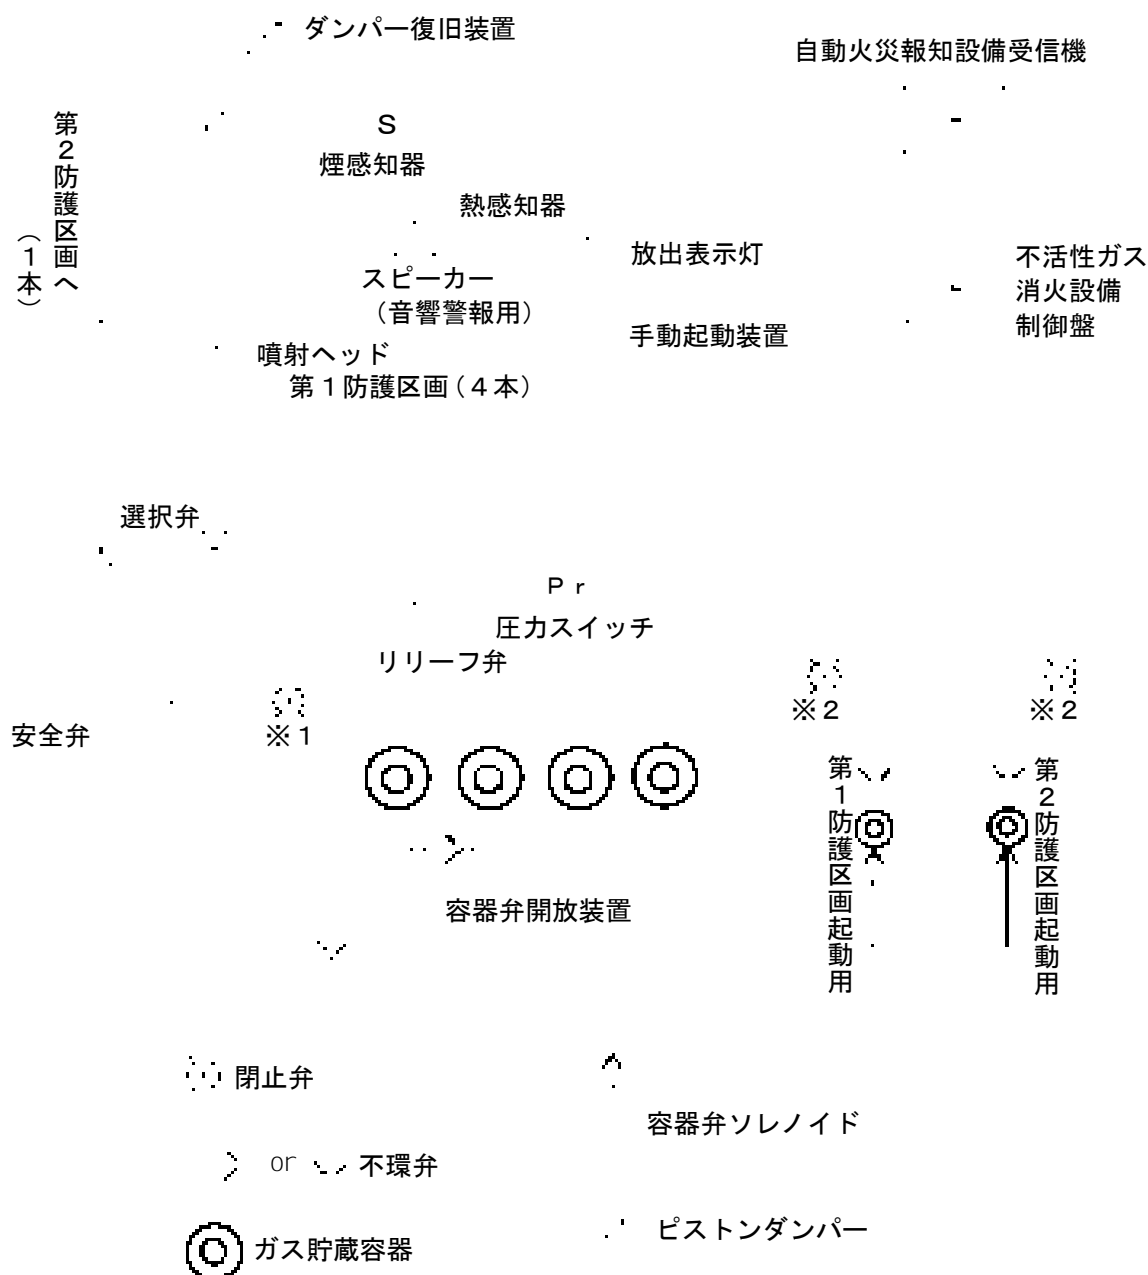 ダンパー復旧装置
自動火災報知設備受信機
第2防護区画へ
(1本)
S
煙感知器
熱感知器
放出表示灯
不活性ガス
消火設備
制御盤
スピーカー
(音響警報用)
手動起動装置
噴射ヘッド
第1防護区画(4本)
選択弁
Pr
圧力スイッチ
リリーフ弁
※1
※2
※2
安全弁
第1防護区画起動用
第2防護区画起動用
容器弁開放装置
閉止弁
容器弁ソレノイド
or 不環弁
ピストンダンパー
ガス貯蔵容器